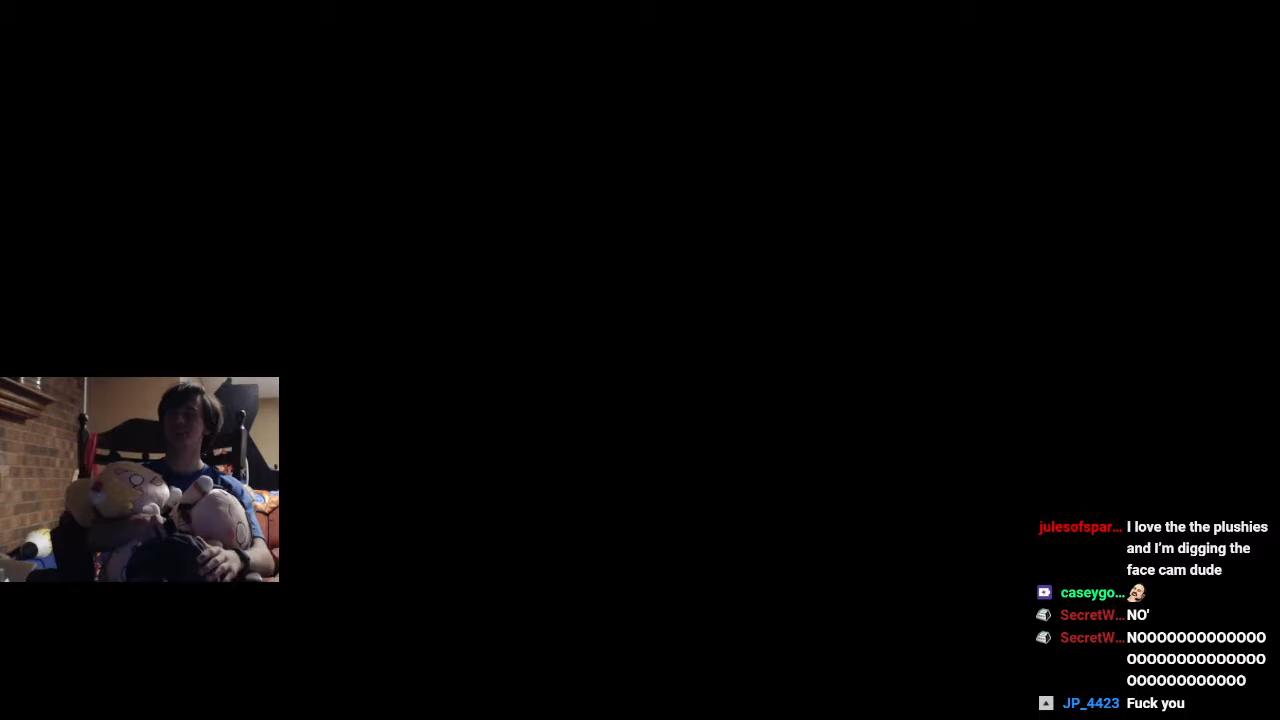 julesofspar... I love the the plushies
and I'm digging the
face cam dude
caseygo...
SecretW... NO'
SecretW... NOOOOOOOOOOOOO
OOOOOOOOOOOOOO
OOOOOOOOOOOO
JP_4423 Fuck you